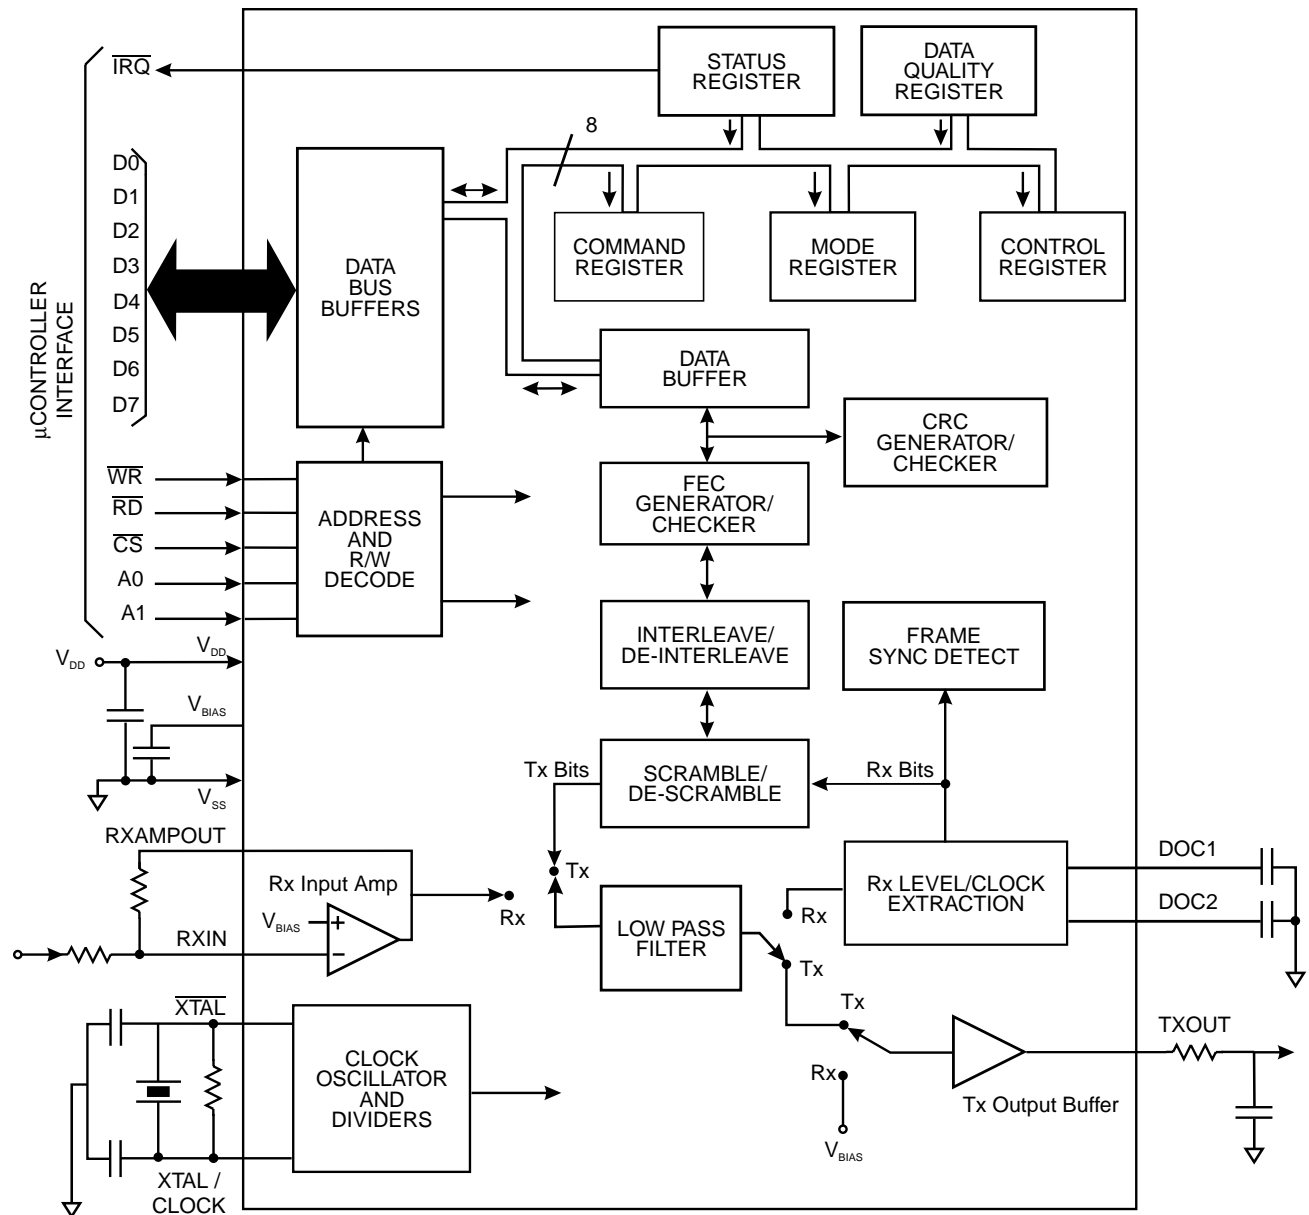 IRQ
STATUS
REGISTER
DATA
QUALITY
REGISTER
8
D0
D1
D2
D3
D4
D5
D6
D7
µCONTROLLER
INTERFACE
DATA
BUS
BUFFERS
COMMAND
REGISTER
MODE
REGISTER
CONTROL
REGISTER
DATA
BUFFER
CRC
GENERATOR/
CHECKER
WR
RD
CS
A0
A1
ADDRESS
AND
R/W
DECODE
FEC
GENERATOR/
CHECKER
INTERLEAVE/
DE-INTERLEAVE
FRAME
SYNC DETECT
VDD
VDD
VBIAS
VSS
Tx Bits
SCRAMBLE/
DE-SCRAMBLE
Rx Bits
RXAMPOUT
Rx Input Amp
VBIAS
+
−
RXIN
Rx
Tx
LOW PASS
FILTER
Rx
Tx
Rx LEVEL/CLOCK
EXTRACTION
DOC1
DOC2
XTAL
XTAL /
CLOCK
CLOCK
OSCILLATOR
AND
DIVIDERS
Tx
Rx
VBIAS
Tx Output Buffer
TXOUT